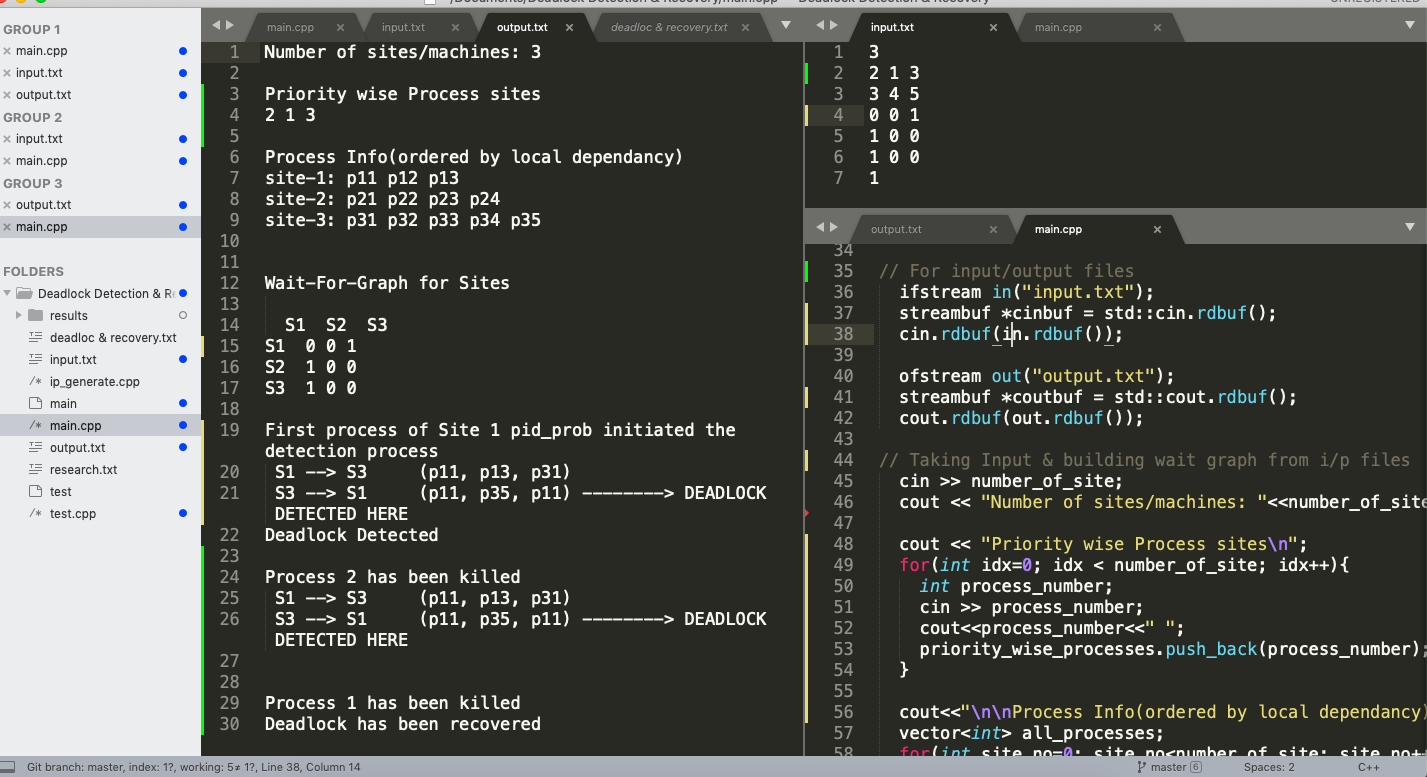 ~/Documents/Deadlock Detection & Recovery/main.cpp — Deadlock Detection & Recovery
UNREGISTERED
GROUP 1
main.cpp
input.txt
output.txt
GROUP 2
input.txt
main.cpp
GROUP 3
output.txt
main.cpp
FOLDERS
Deadlock Detection & Re
results
deadloc & recovery.txt
input.txt
/* ip_generate.cpp
main
/* main.cpp
output.txt
research.txt
test
/* test.cpp
main.cpp
input.txt
output.txt
deadloc & recovery.txt
1 Number of sites/machines: 3
2
3 Priority wise Process sites
4 2 1 3
5
6 Process Info(ordered by local dependancy)
7 site-1: p11 p12 p13
8 site-2: p21 p22 p23 p24
9 site-3: p31 p32 p33 p34 p35
10
11
12 Wait-For-Graph for Sites
13
14 S1 S2 S3
15 S1 0 0 1
16 S2 1 0 0
17 S3 1 0 0
18
19 First process of Site 1 pid_prob initiated the
detection process
20 S1 --> S3 (p11, p13, p31)
21 S3 --> S1 (p11, p35, p11) --------> DEADLOCK
DETECTED HERE
22 Deadlock Detected
23
24 Process 2 has been killed
25 S1 --> S3 (p11, p13, p31)
26 S3 --> S1 (p11, p35, p11) --------> DEADLOCK
DETECTED HERE
27
28
29 Process 1 has been killed
30 Deadlock has been recovered
input.txt
main.cpp
1 3
2 2 1 3
3 3 4 5
4 0 0 1
5 1 0 0
6 1 0 0
7 1
output.txt
main.cpp
34
35 // For input/output files
36 ifstream in("input.txt");
37 streambuf *cinbuf = std::cin.rdbuf();
38 cin.rdbuf(in.rdbuf());
39
40 ofstream out("output.txt");
41 streambuf *coutbuf = std::cout.rdbuf();
42 cout.rdbuf(out.rdbuf());
43
44 // Taking Input & building wait graph from i/p files
45 cin >> number_of_site;
46 cout << "Number of sites/machines: "<<number_of_site
47
48 cout << "Priority wise Process sites\n";
49 for(int idx=0; idx < number_of_site; idx++){
50 int process_number;
51 cin >> process_number;
52 cout<<process_number<<" ";
53 priority_wise_processes.push_back(process_number);
54 }
55
56 cout<<"\n\nProcess Info(ordered by local dependancy)
57 vector<int> all_processes;
58 for(int site_no=0; site_no<number_of_site; site_no+
Git branch: master, index: 1?, working: 5≠ 1?, Line 38, Column 14
master 6
Spaces: 2
C++